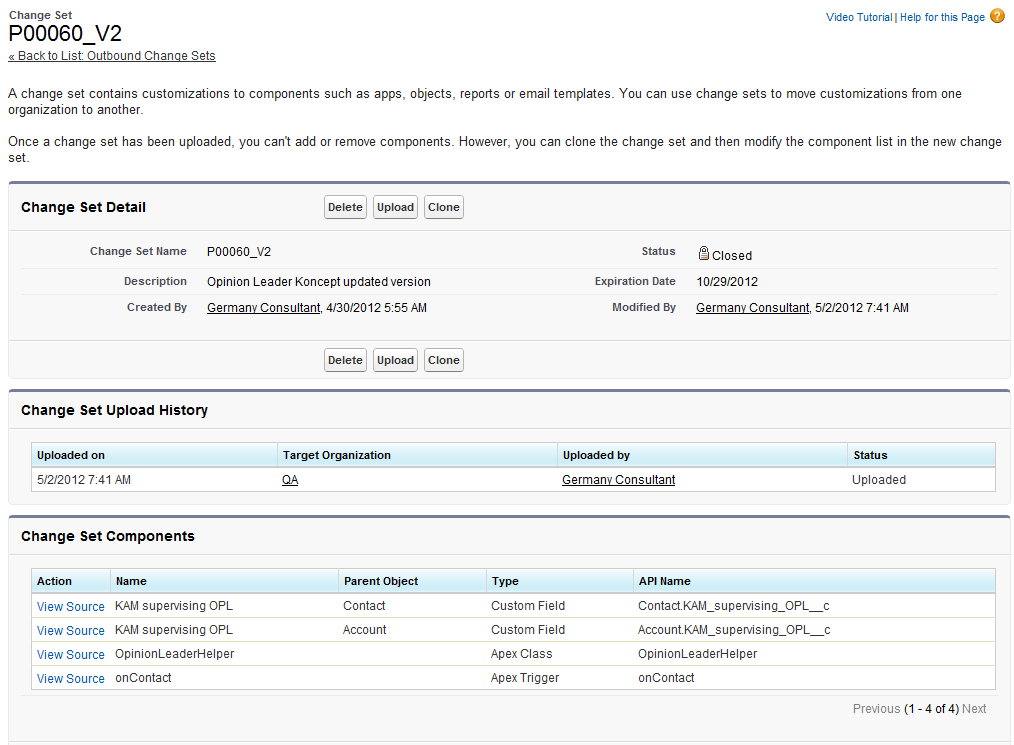 Change Set
P00060_V2
Video Tutorial | Help for this Page ?
« Back to List: Outbound Change Sets
A change set contains customizations to components such as apps, objects, reports or email templates. You can use change sets to move customizations from one
organization to another.
Once a change set has been uploaded, you can't add or remove components. However, you can clone the change set and then modify the component list in the new change
set.
Change Set Detail Delete Upload Clone
Change Set Name P00060_V2 Status Closed
Description Opinion Leader Koncept updated version Expiration Date 10/29/2012
Created By Germany Consultant, 4/30/2012 5:55 AM Modified By Germany Consultant, 5/2/2012 7:41 AM
Delete Upload Clone
Change Set Upload History
Uploaded on Target Organization Uploaded by Status
5/2/2012 7:41 AM QA Germany Consultant Uploaded
Change Set Components
Action Name Parent Object Type API Name
View Source KAM supervising OPL Contact Custom Field Contact.KAM_supervising_OPL__c
View Source KAM supervising OPL Account Custom Field Account.KAM_supervising_OPL__c
View Source OpinionLeaderHelper Apex Class OpinionLeaderHelper
View Source onContact Apex Trigger onContact
Previous (1 - 4 of 4) Next